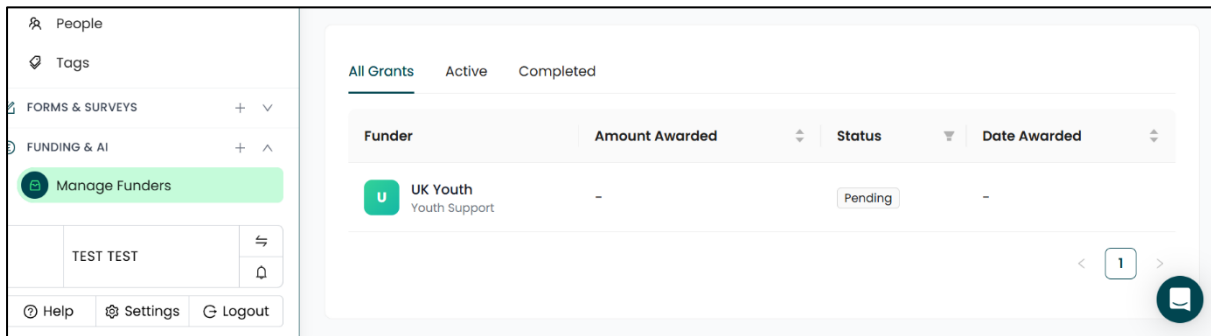 People
Tags
FORMS & SURVEYS
FUNDING & AI
Manage Funders
TEST TEST
Help Settings Logout
All Grants Active Completed
Funder Amount Awarded Status Date Awarded
U UK Youth - Pending -
Youth Support
1